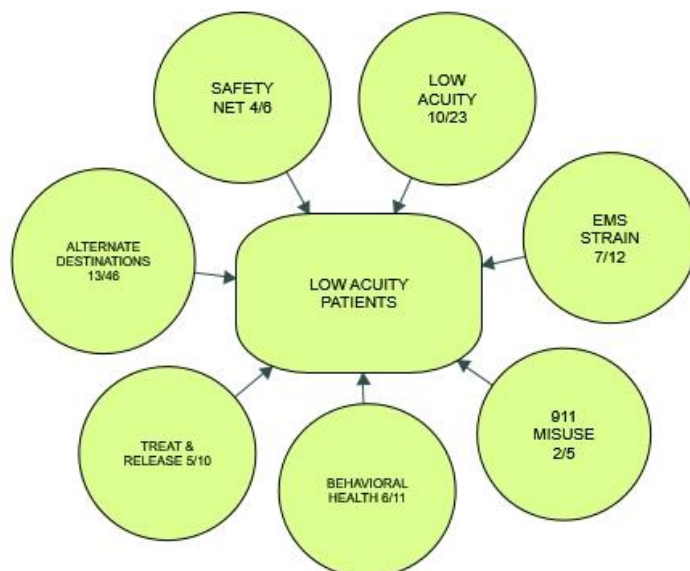 SAFETY
NET 4/6
LOW
ACUITY
10/23
ALTERNATE
DESTINATIONS
13/46
EMS
STRAIN
7/12
LOW ACUITY
PATIENTS
TREAT &
RELEASE 5/10
BEHAVIORAL
HEALTH 6/11
911
MISUSE
2/5